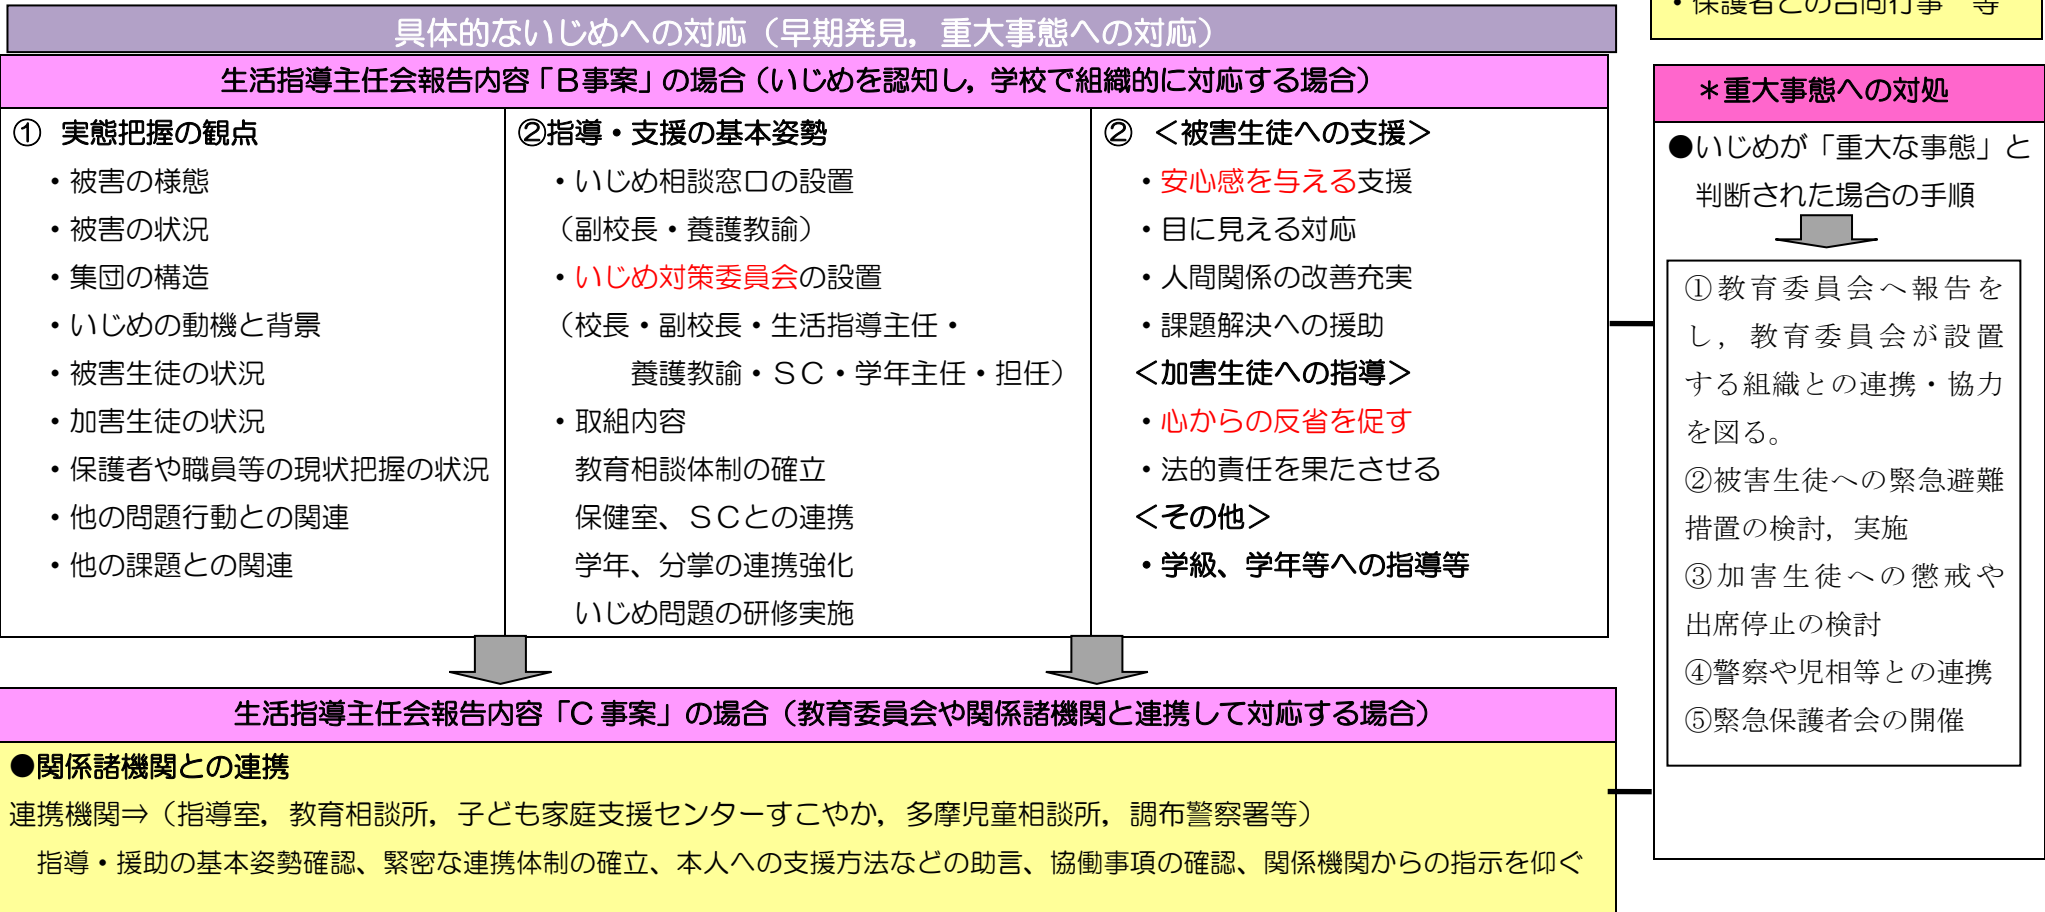 具体的ないじめへの対応（早期発見，重大事態への対応）
生活指導主任会報告内容「Ｂ事案」の場合（いじめを認知し，学校で組織的に対応する場合）
①　実態把握の観点
・被害の様態
・被害の状況
・集団の構造
・いじめの動機と背景
・被害生徒の状況
・加害生徒の状況
・保護者や職員等の現状把握の状況
・他の問題行動との関連
・他の課題との関連
②指導・支援の基本姿勢
・いじめ相談窓口の設置
（副校長・養護教諭）
・いじめ対策委員会の設置
（校長・副校長・生活指導主任・
養護教諭・ＳＣ・学年主任・担任）
・取組内容
教育相談体制の確立
保健室、ＳＣとの連携
学年、分掌の連携強化
いじめ問題の研修実施
②　＜被害生徒への支援＞
・安心感を与える支援
・目に見える対応
・人間関係の改善充実
・課題解決への援助
＜加害生徒への指導＞
・心からの反省を促す
・法的責任を果たさせる
＜その他＞
・学級、学年等への指導等
生活指導主任会報告内容「C 事案」の場合（教育委員会や関係諸機関と連携して対応する場合）
●関係諸機関との連携
連携機関⇒（指導室，教育相談所，子ども家庭支援センターすこやか，多摩児童相談所，調布警察署等）
指導・援助の基本姿勢確認、緊密な連携体制の確立、本人への支援方法などの助言、協働事項の確認、関係機関からの指示を仰ぐ
・保護者との合同行事　等
＊重大事態への対処
●いじめが「重大な事態」と
判断された場合の手順
①教育委員会へ報告を
し，教育委員会が設置
する組織との連携・協力
を図る。
②被害生徒への緊急避難
措置の検討，実施
③加害生徒への懲戒や
出席停止の検討
④警察や児相等との連携
⑤緊急保護者会の開催